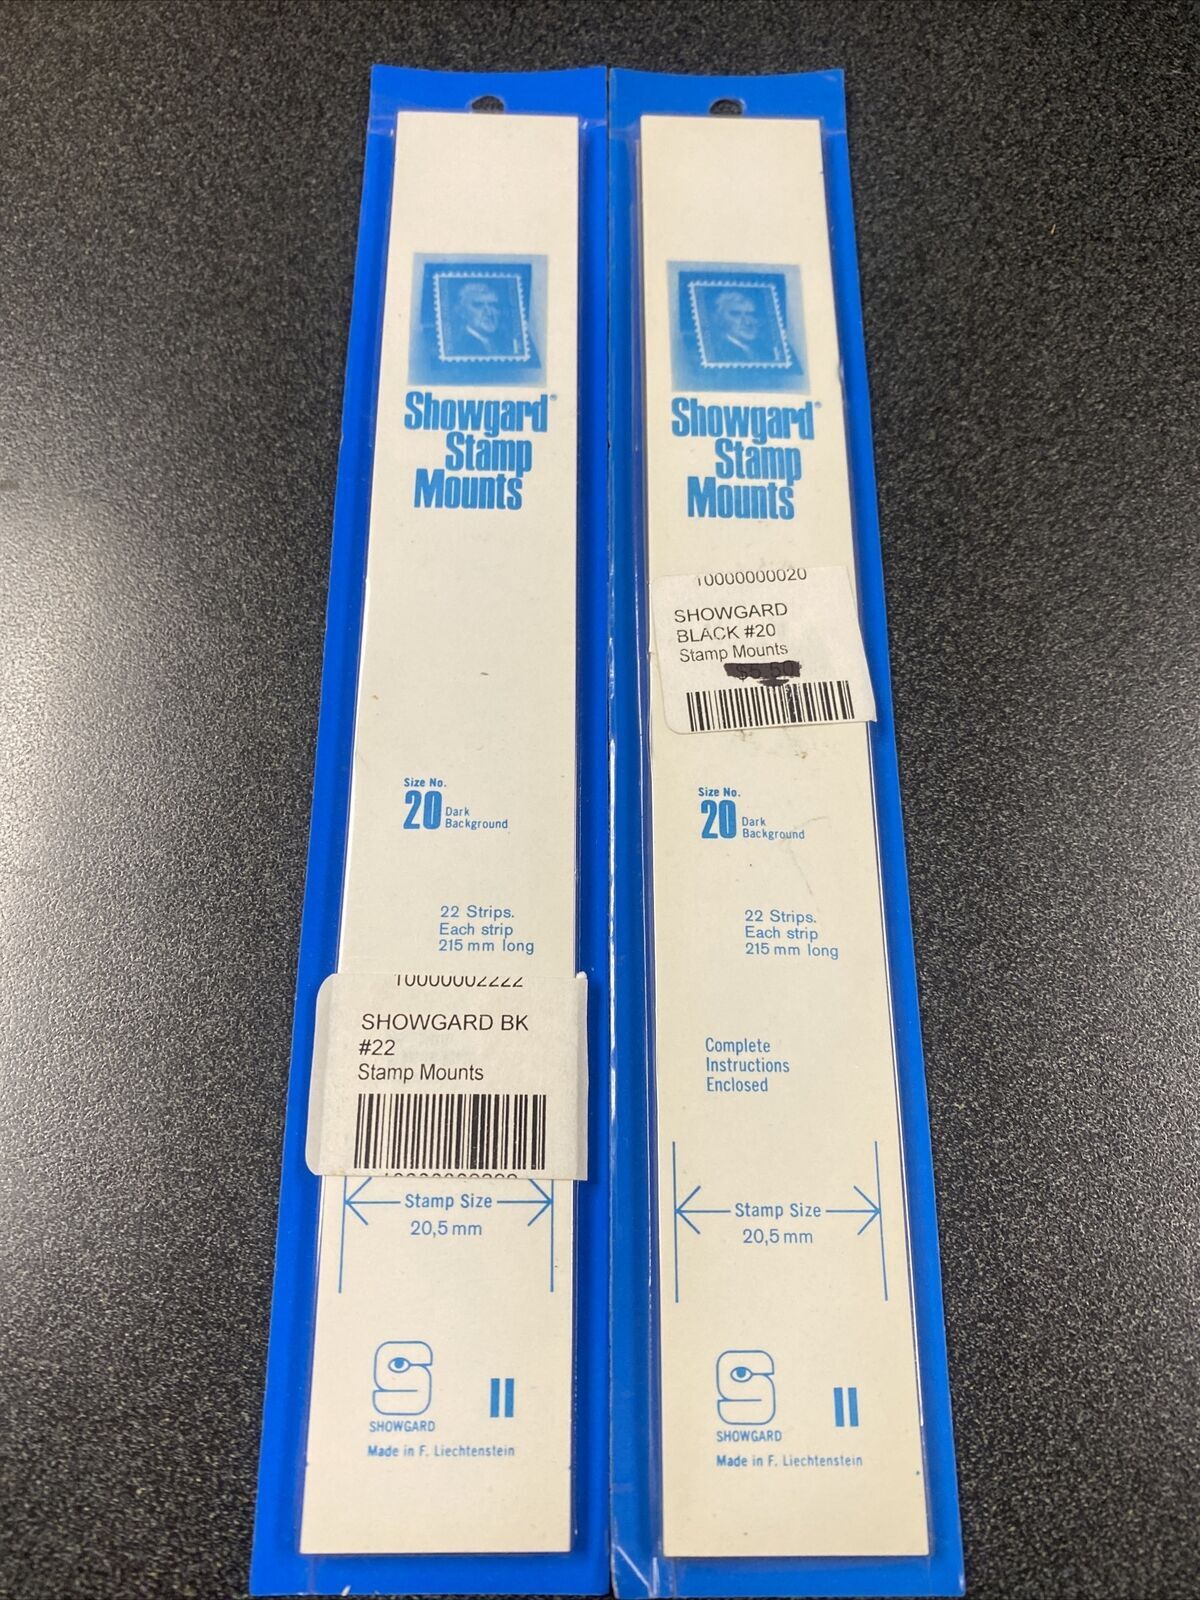 Showgard®
Stamp
Mounts
Size No.
20 Dark
Background
22 Strips.
Each strip
215 mm long
10000002222
SHOWGARD BK
#22
Stamp Mounts
Stamp Size
20,5 mm
SHOWGARD
II
Made in F. Liechtenstein
Showgard®
Stamp
Mounts
10000000020
SHOWGARD
BLACK #20
Stamp Mounts
$5.50
Size No.
20 Dark
Background
22 Strips.
Each strip
215 mm long
Complete
Instructions
Enclosed
Stamp Size
20,5 mm
SHOWGARD
II
Made in F. Liechtenstein